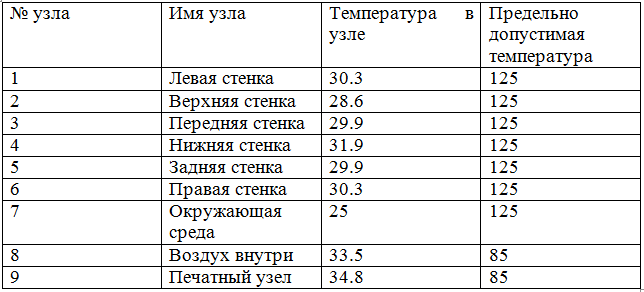 № узла Имя узла Температура в узле Предельно допустимая температура
1 Левая стенка 30.3 125
2 Верхняя стенка 28.6 125
3 Передняя стенка 29.9 125
4 Нижняя стенка 31.9 125
5 Задняя стенка 29.9 125
6 Правая стенка 30.3 125
7 Окружающая среда 25 125
8 Воздух внутри 33.5 85
9 Печатный узел 34.8 85